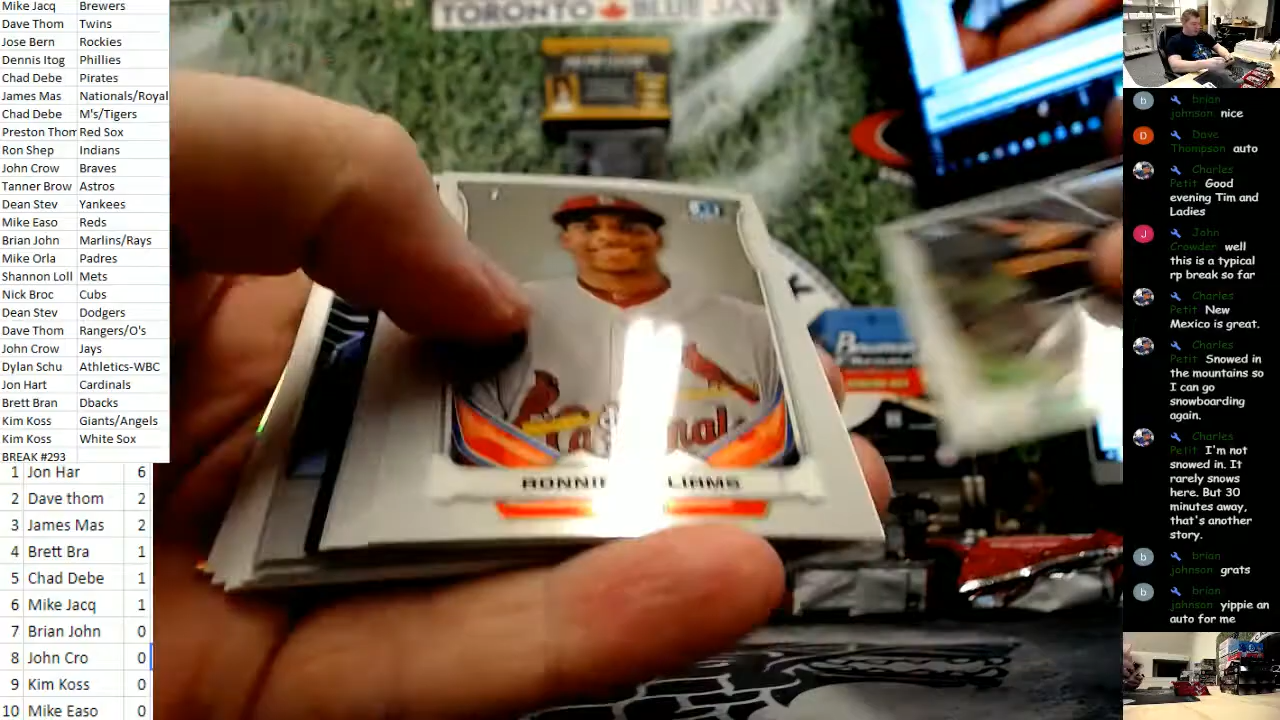 Mike Jacq Brewers
Dave Thom Twins
Jose Bern Rockies
Dennis Itog Phillies
Chad Debe Pirates
James Mas Nationals/Royal
Chad Debe M's/Tigers
Preston Thom Red Sox
Ron Shep Indians
John Crow Braves
Tanner Brow Astros
Dean Stev Yankees
Mike Easo Reds
Brian John Marlins/Rays
Mike Orla Padres
Shannon Loll Mets
Nick Broc Cubs
Dean Stev Dodgers
Dave Thom Rangers/O's
John Crow Jays
Dylan Schu Athletics-WBC
Jon Hart Cardinals
Brett Bran Dbacks
Kim Koss Giants/Angels
Kim Koss White Sox
BREAK #293
1 Jon Har 6
2 Dave thom 2
3 James Mas 2
4 Brett Bra 1
5 Chad Debe 1
6 Mike Jacq 1
7 Brian John 0
8 John Cro 0
9 Kim Koss 0
10 Mike Easo 0
TORONTO BLUE JAYS
Bowman
RONNIE
LIAMS
brian
johnson nice
Dave
Thompson auto
Charles
Petit Good
evening Tim and
Ladies
John
Crowder well
this is a typical
rp break so far
Charles
Petit New
Mexico is great.
Charles
Petit Snowed in
the mountains so
I can go
snowboarding
again.
Charles
Petit I'm not
snowed in. It
rarely snows
here. But 30
minutes away,
that's another
story.
brian
johnson grats
brian
johnson yippie an
auto for me